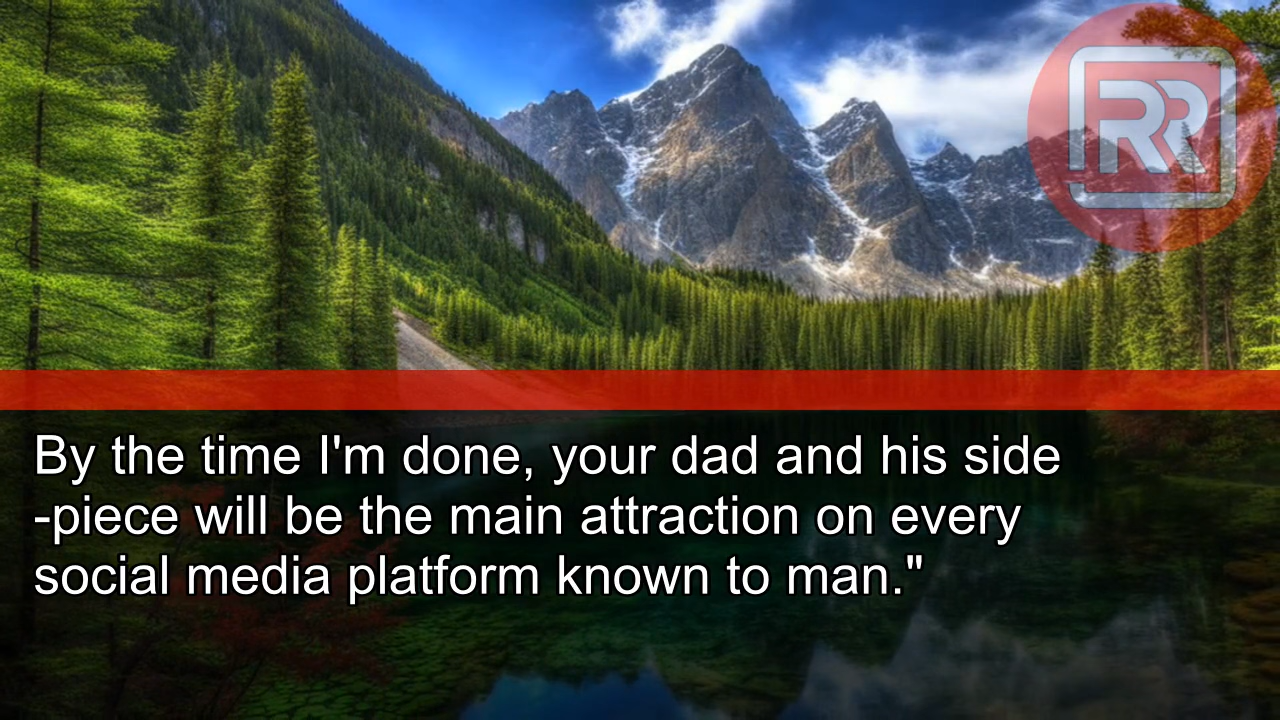 RR
By the time I'm done, your dad and his side
-piece will be the main attraction on every
social media platform known to man."